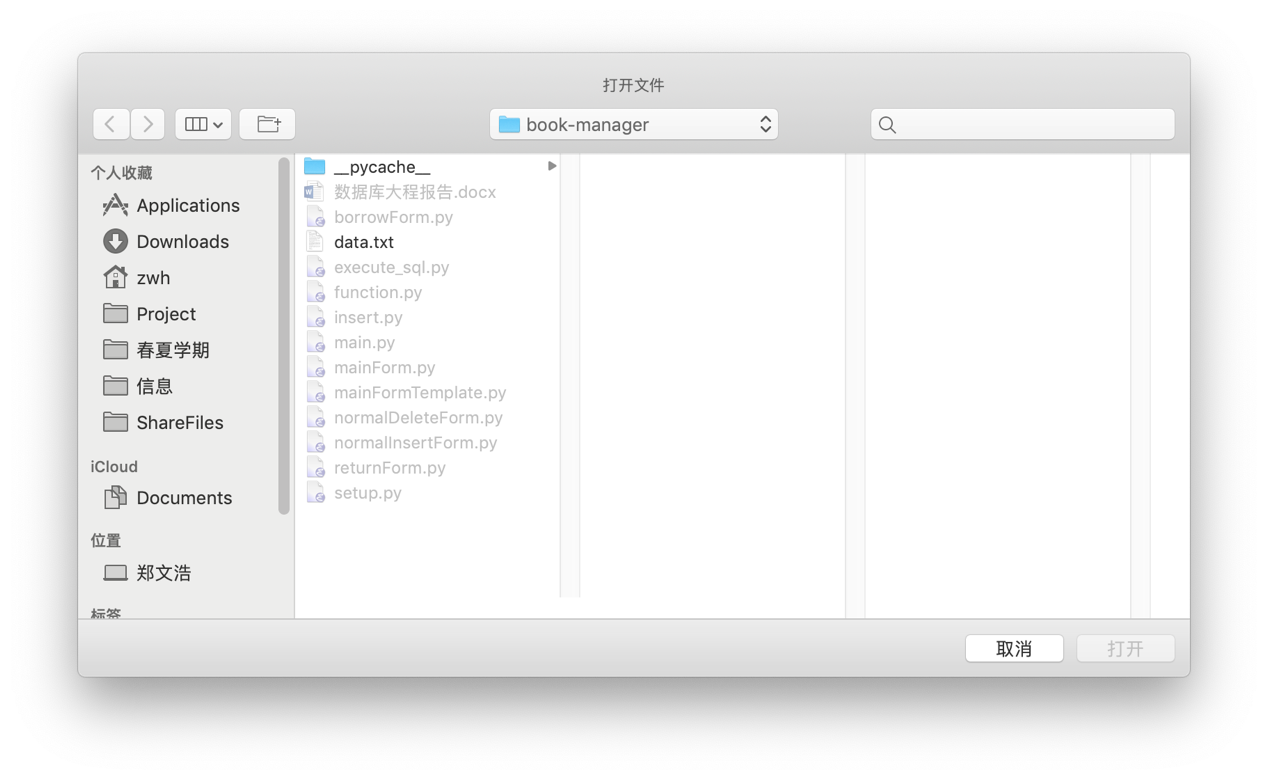 打开文件
book-manager
个人收藏
Applications
Downloads
zwh
Project
春夏学期
信息
ShareFiles
iCloud
Documents
位置
郑文浩
标签
__pycache__
数据库大程报告.docx
borrowForm.py
data.txt
execute_sql.py
function.py
insert.py
main.py
mainForm.py
mainFormTemplate.py
normalDeleteForm.py
normalInsertForm.py
returnForm.py
setup.py
取消
打开